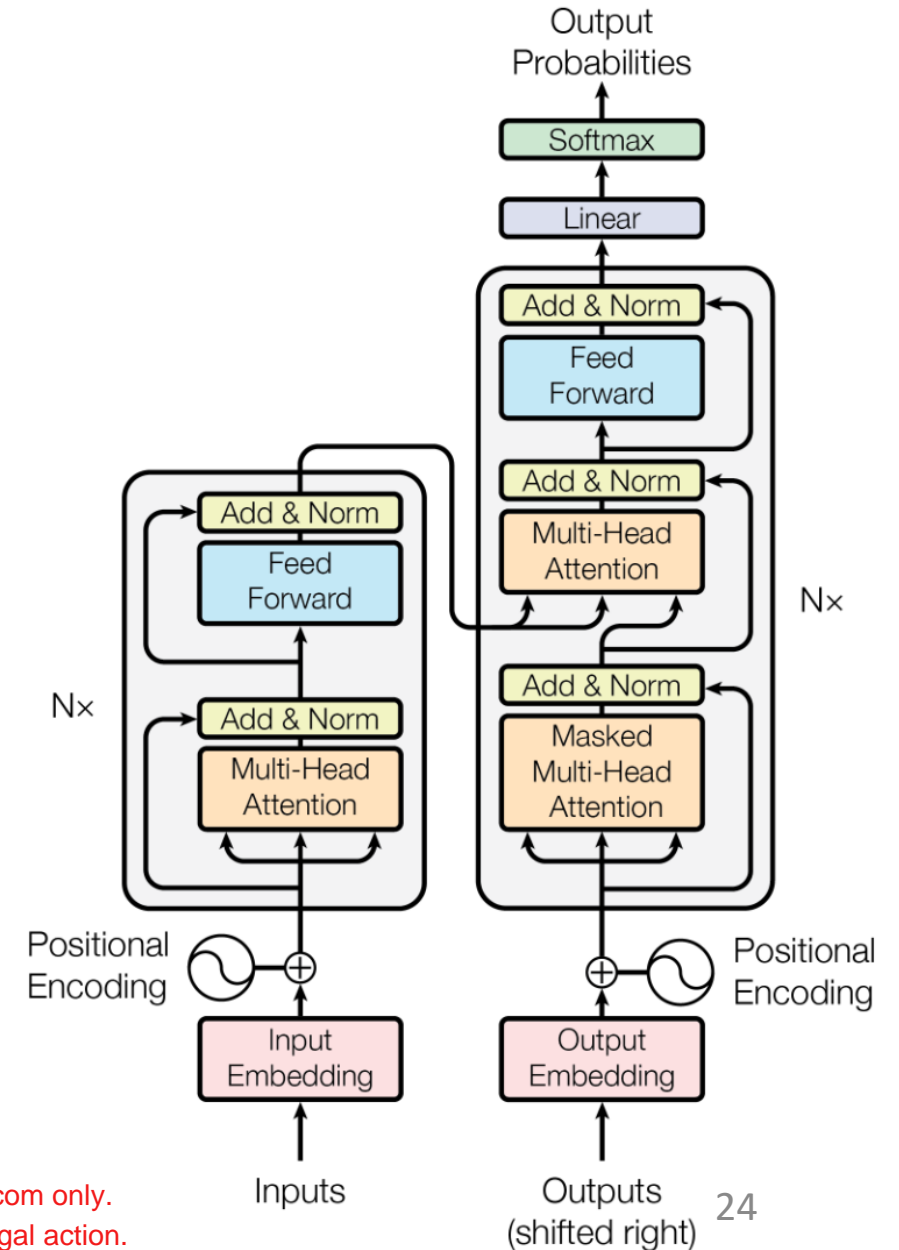 Output
Probabilities
Softmax
Linear
Add & Norm
Feed
Forward
Add & Norm
Multi-Head
Attention
Nx
Add & Norm
Masked
Multi-Head
Attention
Positional
Encoding
Output
Embedding
Outputs
(shifted right)
Add & Norm
Feed
Forward
Nx
Add & Norm
Multi-Head
Attention
Positional
Encoding
Input
Embedding
Inputs
com only.
gal action.
24